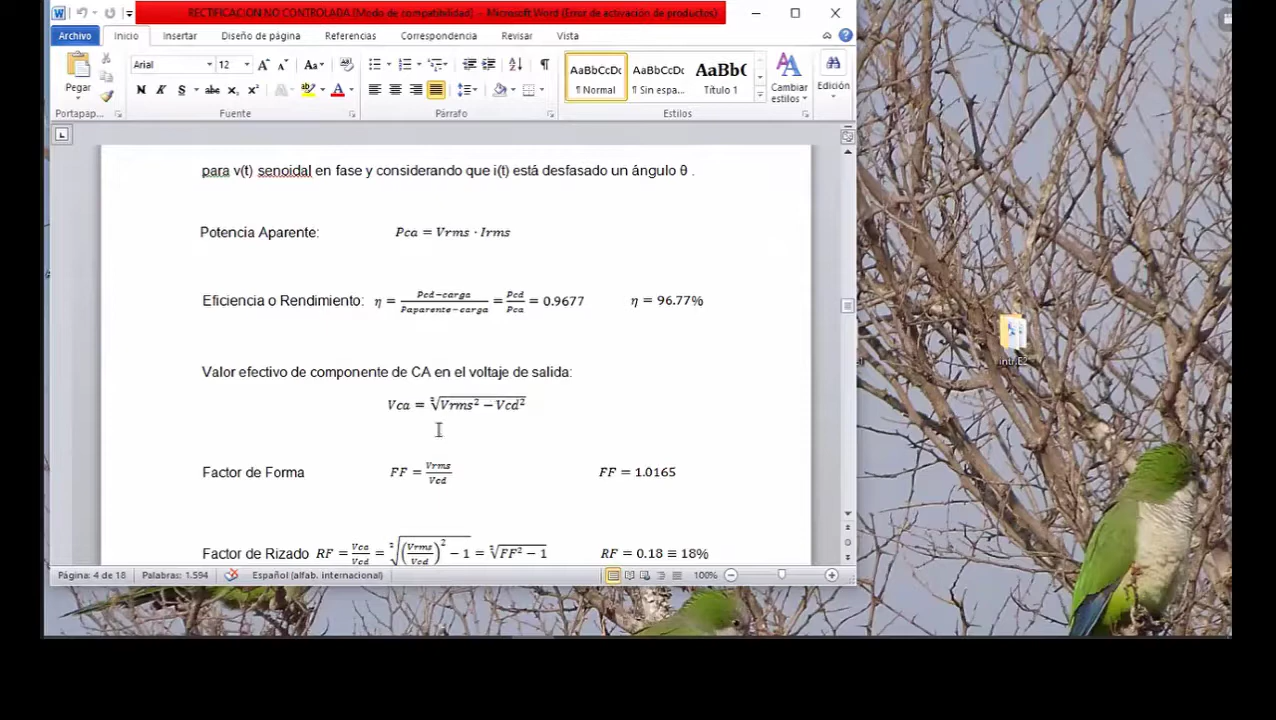 RECTIFICACION NO CONTROLADA [Modo de compatibilidad] - Microsoft Word (Error de activación de productos)
Archivo Inicio Insertar Diseño de página Referencias Correspondencia Revisar Vista
Arial 12 Aa
Pegar N K S abc x₂ x² A A
AaBbCcDc AaBbCcDc AaBbC
¶ Normal ¶ Sin espa... Título 1
Cambiar estilos
Edición
Portapap... Fuente Párrafo Estilos
para v(t) senoidal en fase y considerando que i(t) está desfasado un ángulo θ .
Potencia Aparente: Pca = Vrms · Irms
Eficiencia o Rendimiento: η = Pcd−carga / Paparente−carga = Pcd / Pca = 0.9677 η = 96.77%
Valor efectivo de componente de CA en el voltaje de salida:
Vca = ²√(Vrms² − Vcd²)
Factor de Forma FF = Vrms / Vcd FF = 1.0165
Factor de Rizado RF = Vca / Vcd = ²√((Vrms / Vcd)² − 1) = ²√(FF² − 1) RF = 0.18 ≡ 18%
Página: 4 de 18 Palabras: 1.594 Español (alfab. internacional) 100%